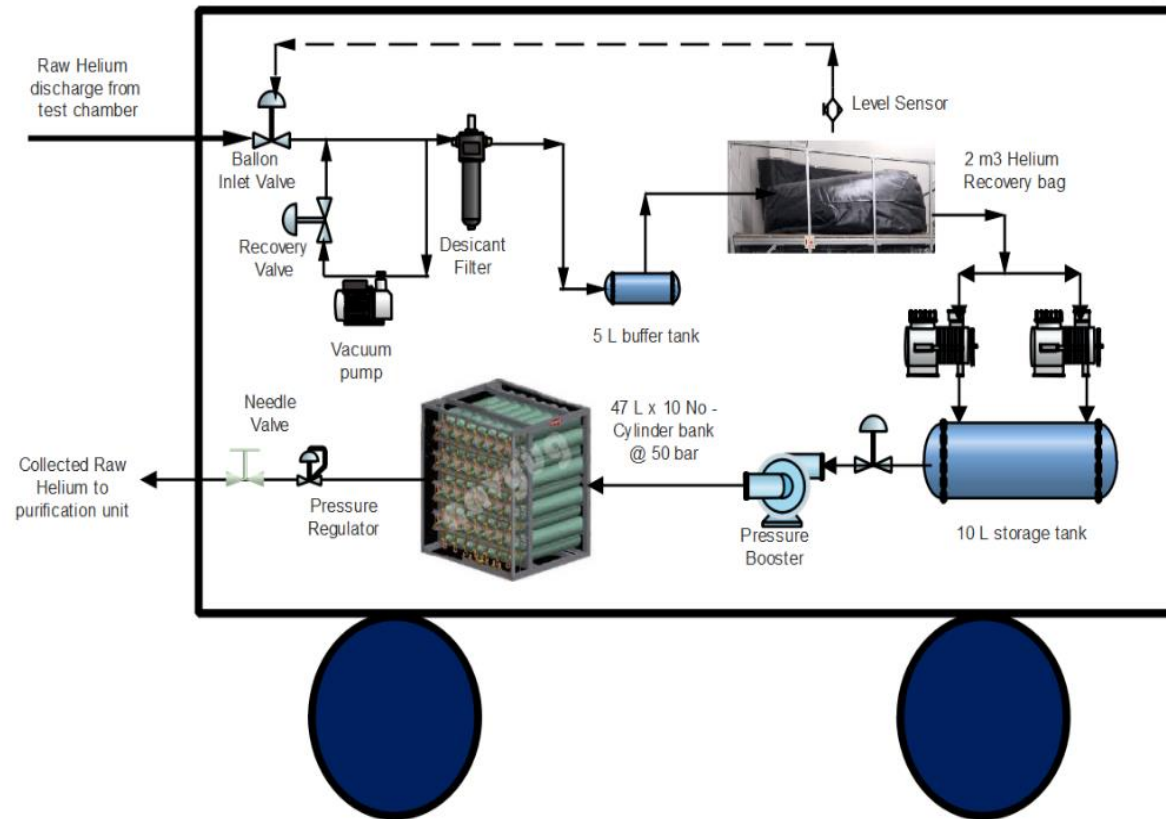 Raw Helium
discharge from
test chamber
Ballon
Inlet Valve
Recovery
Valve
Vacuum
pump
Desicant
Filter
5 L buffer tank
Level Sensor
2 m3 Helium
Recovery bag
Needle
Valve
Collected Raw
Helium to
purification unit
Pressure
Regulator
47 L x 10 No -
Cylinder bank
@ 50 bar
Pressure
Booster
10 L storage tank